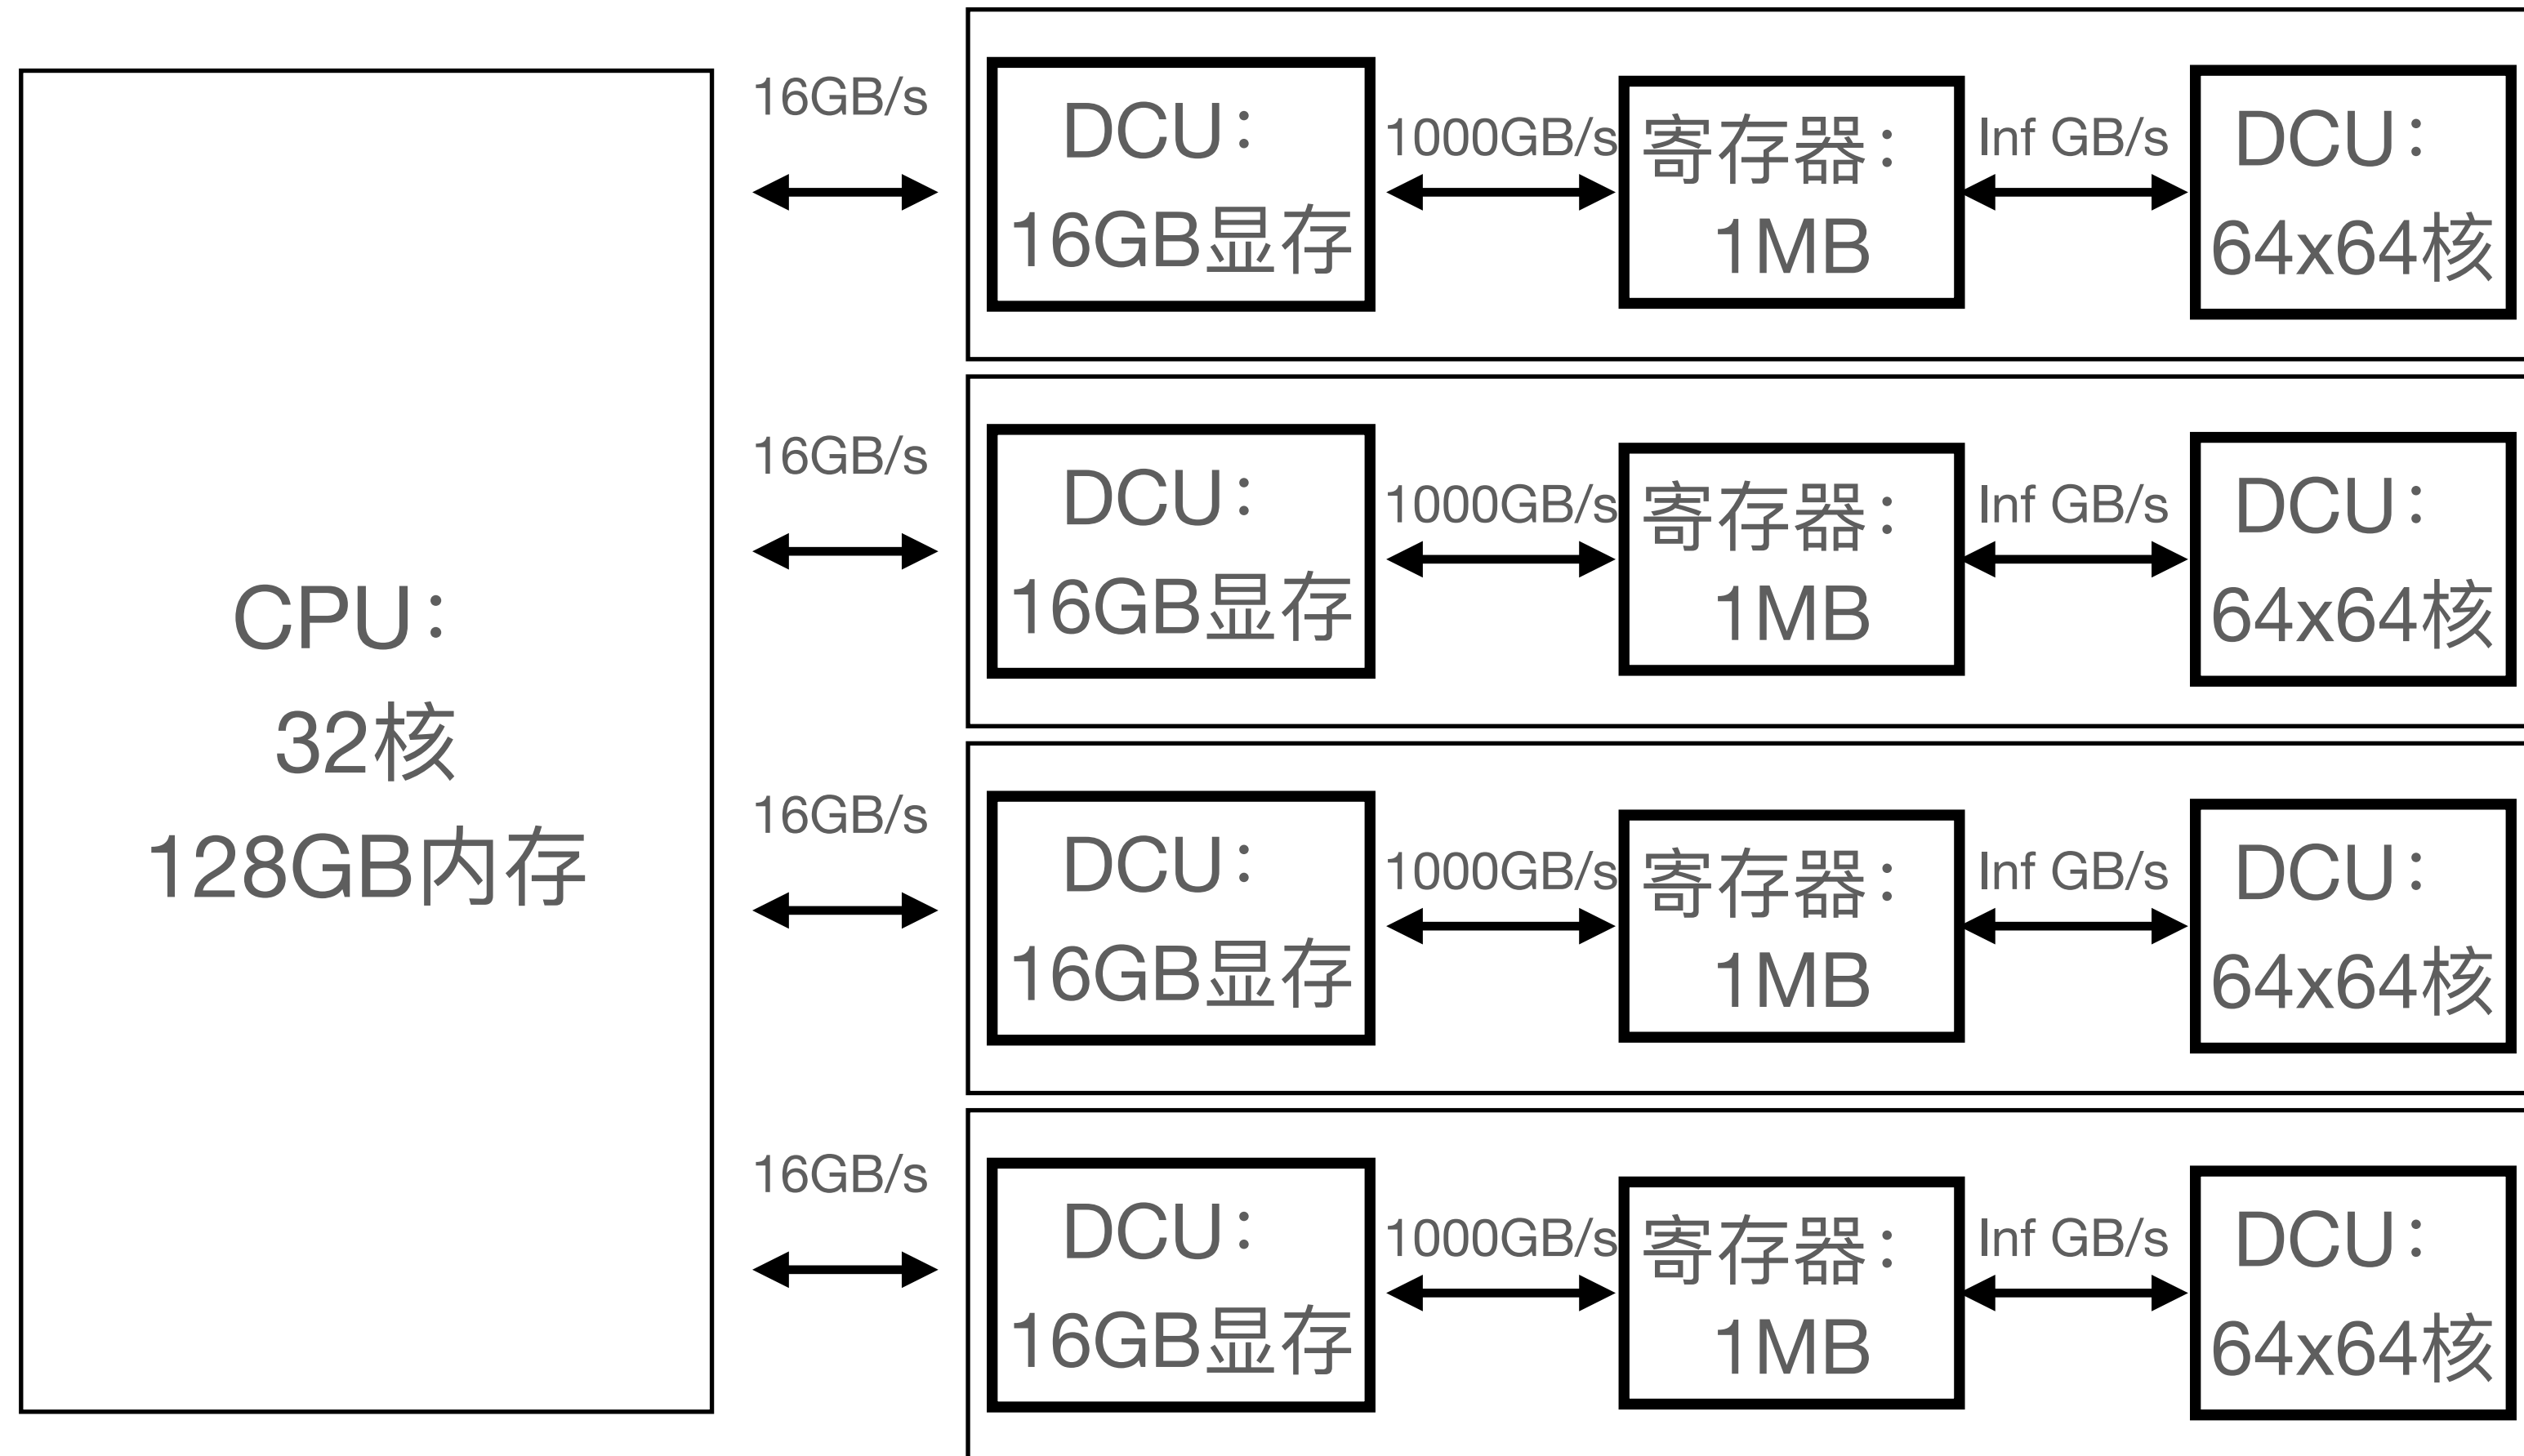 CPU：
32核
128GB内存
16GB/s
DCU：
16GB显存
1000GB/s
寄存器：
1MB
Inf GB/s
DCU：
64x64核
16GB/s
DCU：
16GB显存
1000GB/s
寄存器：
1MB
Inf GB/s
DCU：
64x64核
16GB/s
DCU：
16GB显存
1000GB/s
寄存器：
1MB
Inf GB/s
DCU：
64x64核
16GB/s
DCU：
16GB显存
1000GB/s
寄存器：
1MB
Inf GB/s
DCU：
64x64核